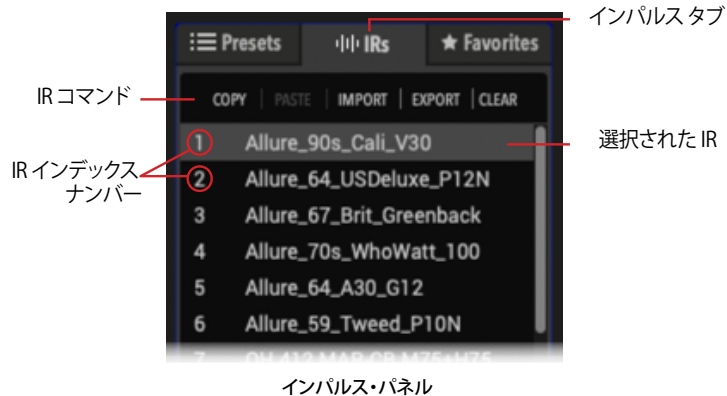 インパルス タブ
Presets IRs Favorites
IR コマンド
COPY PASTE IMPORT EXPORT CLEAR
1 Allure_90s_Cali_V30
選択された IR
IR インデックス
ナンバー
2 Allure_64_USDeluxe_P12N
3 Allure_67_Brit_Greenback
4 Allure_70s_WhoWatt_100
5 Allure_64_A30_G12
6 Allure_59_Tweed_P10N
インパルス・パネル